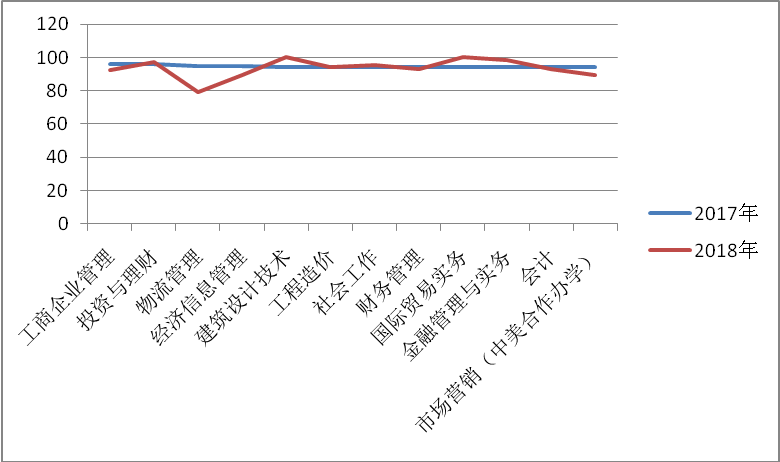 120
100
80
60
40
20
0
工商企业管理
投资与理财
物流管理
经济信息管理
建筑设计技术
工程造价
社会工作
财务管理
国际贸易实务
金融管理与实务
会计
市场营销（中美合作办学）
2017年
2018年